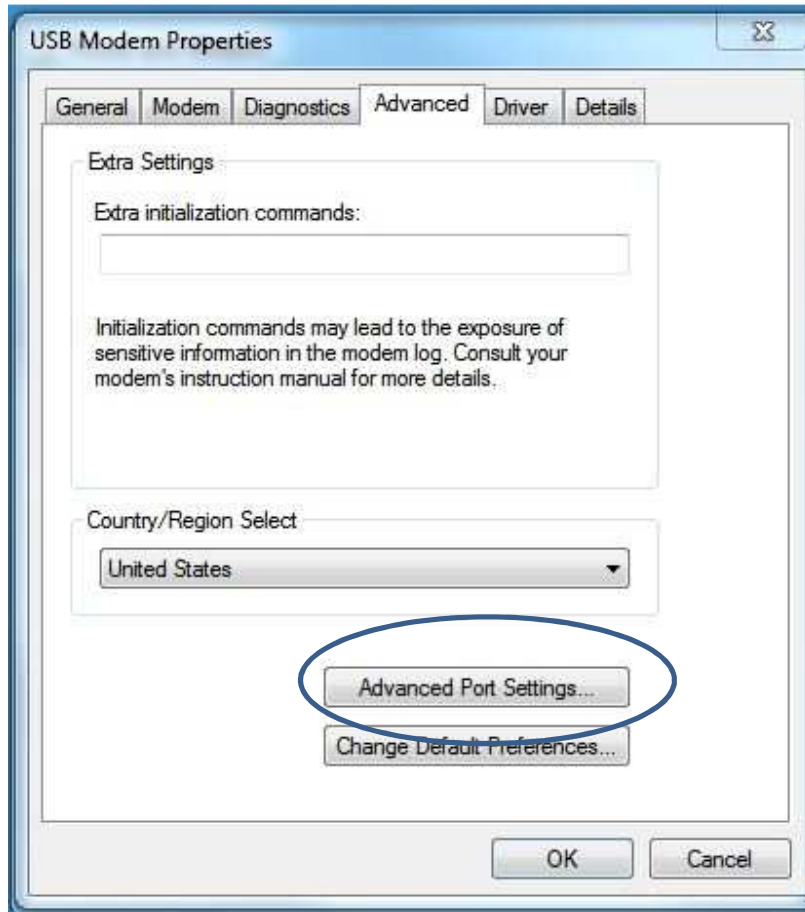 USB Modem Properties
General Modem Diagnostics Advanced Driver Details
Extra Settings
Extra initialization commands:
Initialization commands may lead to the exposure of
sensitive information in the modem log. Consult your
modem's instruction manual for more details.
Country/Region Select
United States
Advanced Port Settings...
Change Default Preferences...
OK Cancel